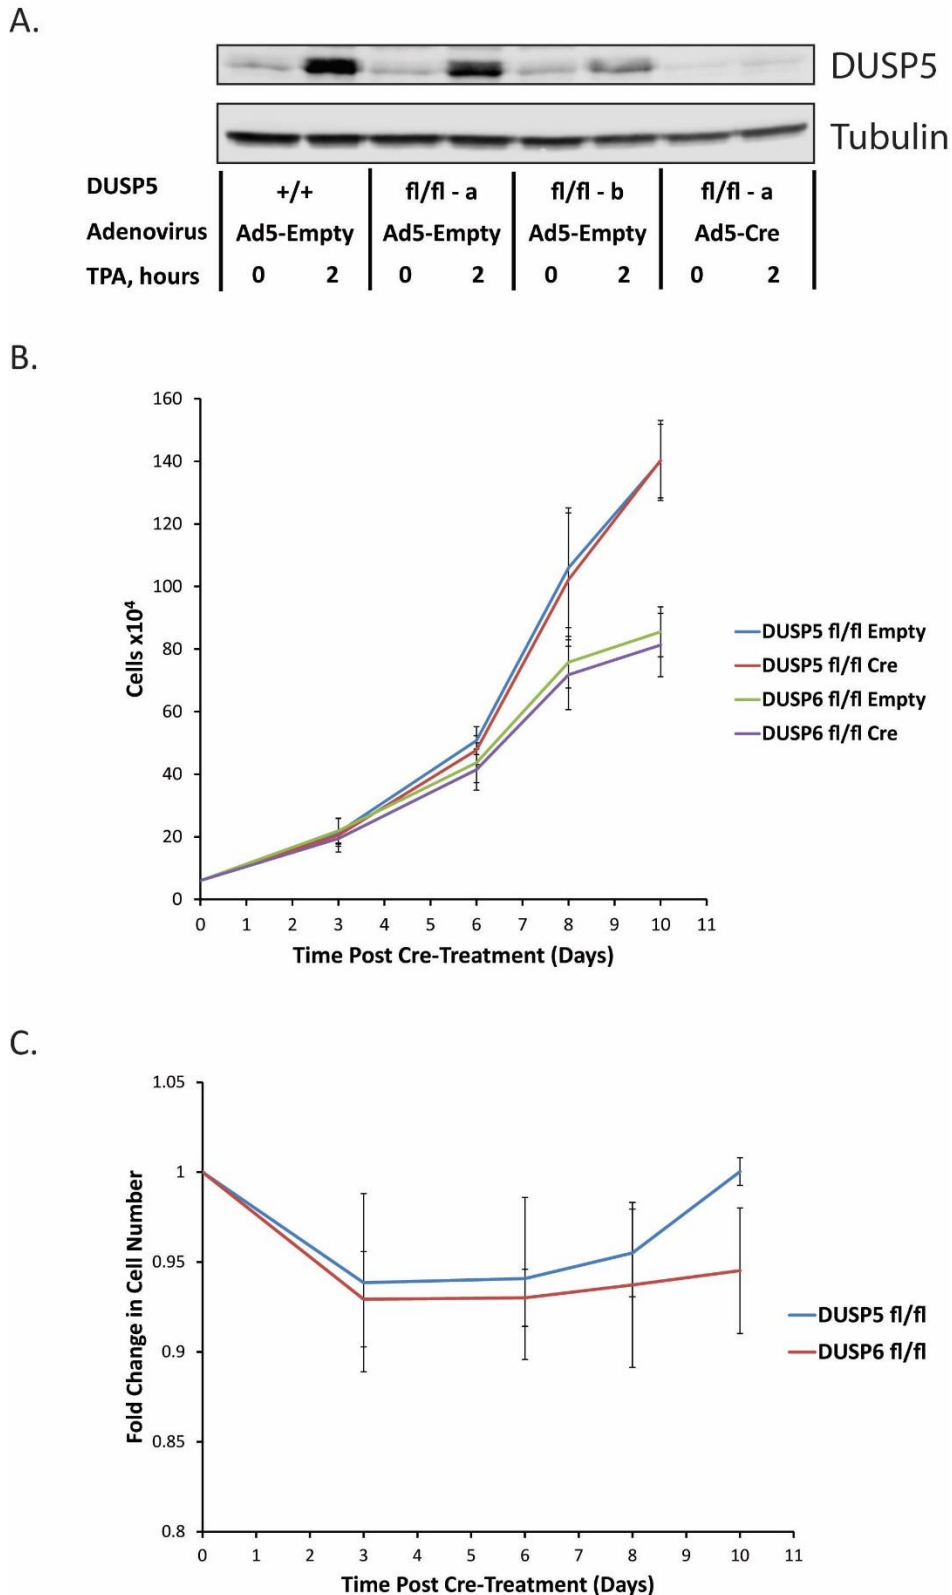 A.
DUSP5
Tubulin
DUSP5 +/+ fl/fl - a fl/fl - b fl/fl - a
Adenovirus Ad5-Empty Ad5-Empty Ad5-Empty Ad5-Cre
TPA, hours 0 2 0 2 0 2 0 2
B.
160
140
120
100
80
60
40
20
0
Cells x10⁴
0 1 2 3 4 5 6 7 8 9 10 11
Time Post Cre-Treatment (Days)
DUSP5 fl/fl Empty
DUSP5 fl/fl Cre
DUSP6 fl/fl Empty
DUSP6 fl/fl Cre
C.
1.05
1
0.95
0.9
0.85
0.8
Fold Change in Cell Number
0 1 2 3 4 5 6 7 8 9 10 11
Time Post Cre-Treatment (Days)
DUSP5 fl/fl
DUSP6 fl/fl